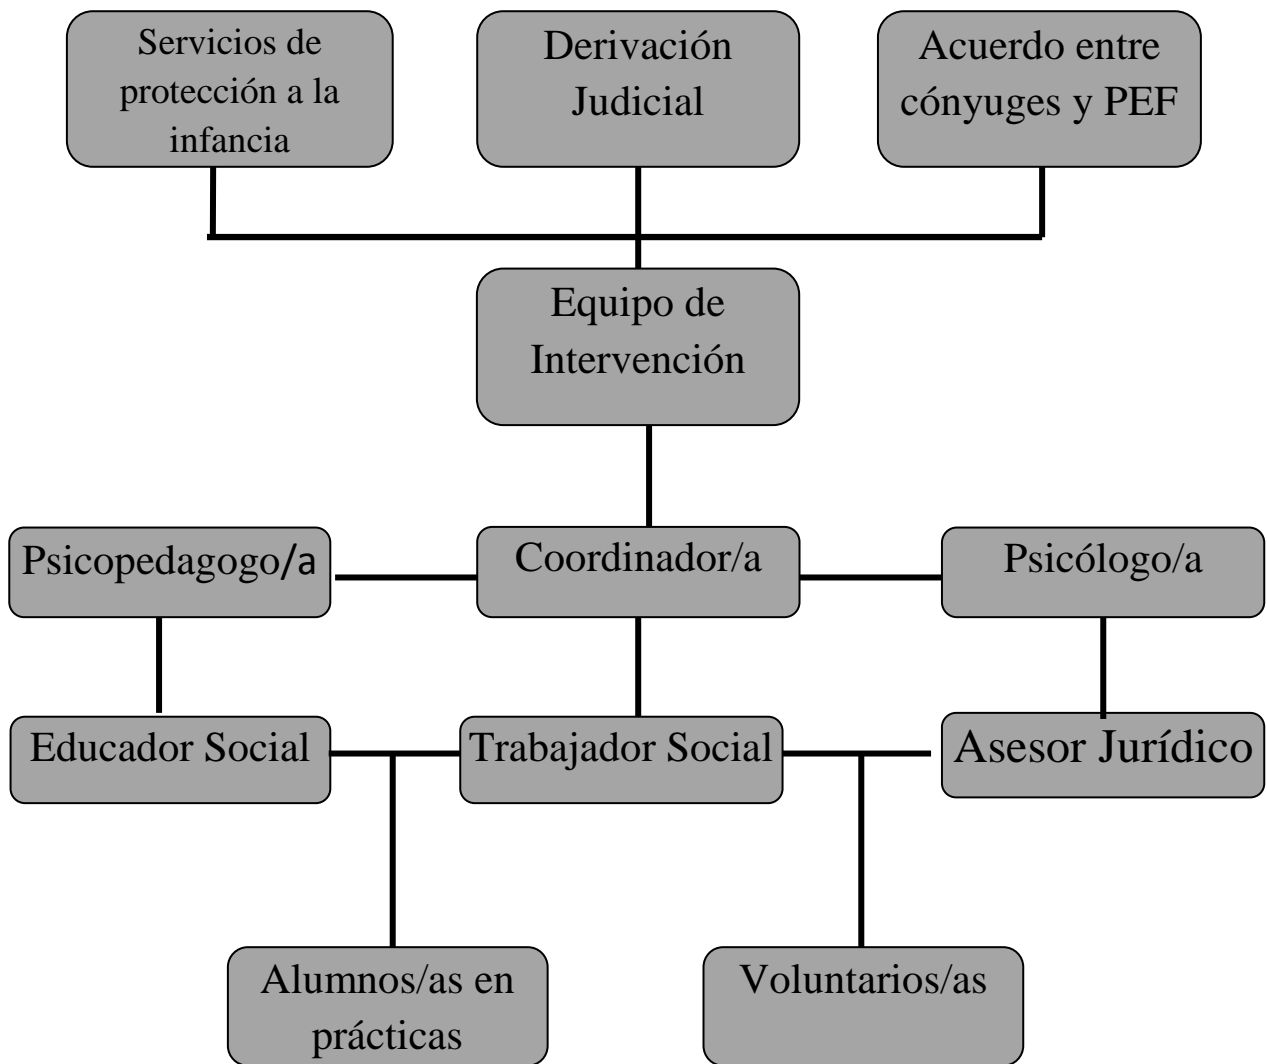 Servicios de
protección a la
infancia
Derivación
Judicial
Acuerdo entre
cónyuges y PEF
Equipo de
Intervención
Psicopedagogo/a
Coordinador/a
Psicólogo/a
Educador Social
Trabajador Social
Asesor Jurídico
Alumnos/as en
prácticas
Voluntarios/as